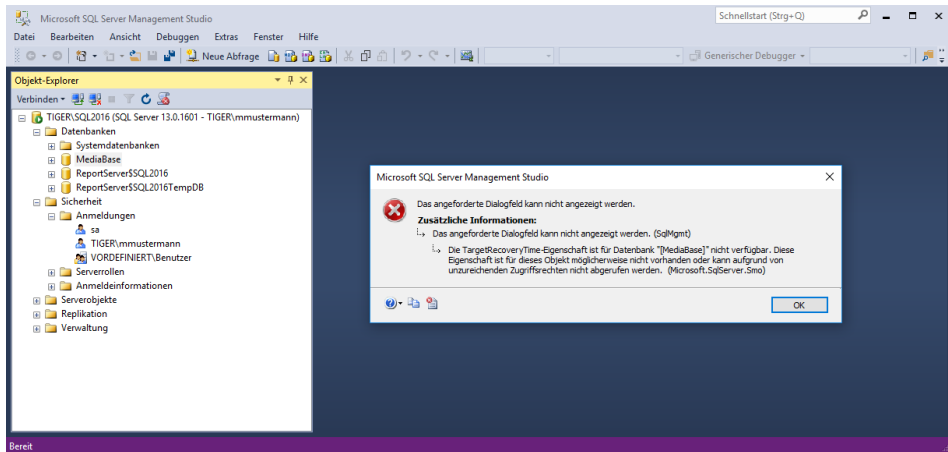 Microsoft SQL Server Management Studio
Schnellstart (Strg+Q)
Datei Bearbeiten Ansicht Debuggen Extras Fenster Hilfe
Neue Abfrage
Generischer Debugger
Objekt-Explorer
Verbinden
TIGER\SQL2016 (SQL Server 13.0.1601 - TIGER\mmustermann)
Datenbanken
Systemdatenbanken
MediaBase
ReportServer$SQL2016
ReportServer$SQL2016TempDB
Sicherheit
Anmeldungen
sa
TIGER\mmustermann
VORDEFINIERT\Benutzer
Serverrollen
Anmeldeinformationen
Serverobjekte
Replikation
Verwaltung
Microsoft SQL Server Management Studio
Das angeforderte Dialogfeld kann nicht angezeigt werden.
Zusätzliche Informationen:
Das angeforderte Dialogfeld kann nicht angezeigt werden. (SqlMgmt)
Die TargetRecoveryTime-Eigenschaft ist für Datenbank "[MediaBase]" nicht verfügbar. Diese
Eigenschaft ist für dieses Objekt möglicherweise nicht vorhanden oder kann aufgrund von
unzureichenden Zugriffsrechten nicht abgerufen werden. (Microsoft.SqlServer.Smo)
OK
Bereit